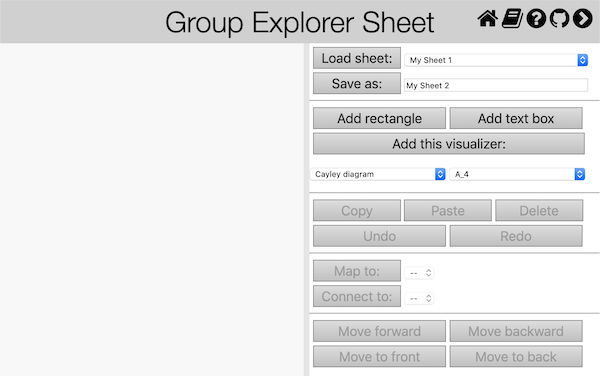 Group Explorer Sheet
Load sheet: My Sheet 1
Save as: My Sheet 2
Add rectangle Add text box
Add this visualizer:
Cayley diagram A_4
Copy Paste Delete
Undo Redo
Map to: --
Connect to: --
Move forward Move backward
Move to front Move to back